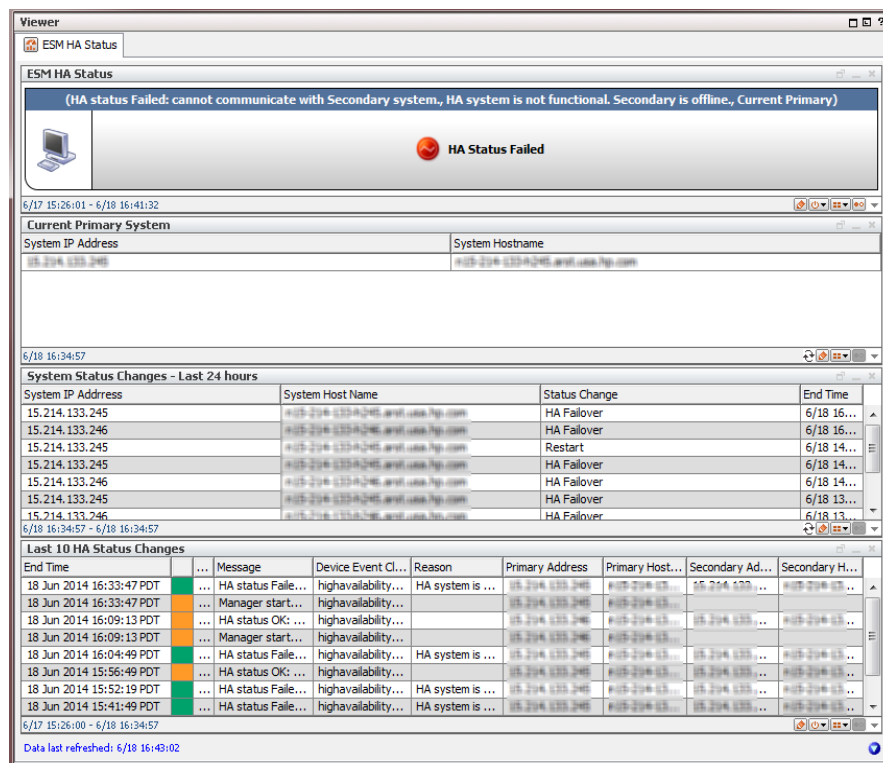 Viewer
ESM HA Status
ESM HA Status
(HA status Failed: cannot communicate with Secondary system., HA system is not functional. Secondary is offline., Current Primary)
HA Status Failed
6/17 15:26:01 - 6/18 16:41:32
Current Primary System
System IP Address System Hostname
6/18 16:34:57
System Status Changes - Last 24 hours
System IP Addrress System Host Name Status Change End Time
15.214.133.245 HA Failover 6/18 16...
15.214.133.246 HA Failover 6/18 16...
15.214.133.245 Restart 6/18 14...
15.214.133.245 HA Failover 6/18 14...
15.214.133.246 HA Failover 6/18 14...
15.214.133.245 HA Failover 6/18 13...
15.214.133.246 HA Failover 6/18 13...
6/18 16:34:57 - 6/18 16:34:57
Last 10 HA Status Changes
End Time ... Message Device Event Cl... Reason Primary Address Primary Host... Secondary Ad... Secondary H...
18 Jun 2014 16:33:47 PDT ... HA status Faile... highavailability... HA system is ...
18 Jun 2014 16:33:47 PDT ... Manager start... highavailability...
18 Jun 2014 16:09:13 PDT ... HA status OK: ... highavailability...
18 Jun 2014 16:09:13 PDT ... Manager start... highavailability...
18 Jun 2014 16:04:49 PDT ... HA status Faile... highavailability... HA system is ...
18 Jun 2014 15:56:49 PDT ... HA status OK: ... highavailability...
18 Jun 2014 15:52:19 PDT ... HA status Faile... highavailability... HA system is ...
18 Jun 2014 15:41:49 PDT ... HA status Faile... highavailability... HA system is ...
6/17 15:26:00 - 6/18 16:34:57
Data last refreshed: 6/18 16:43:02